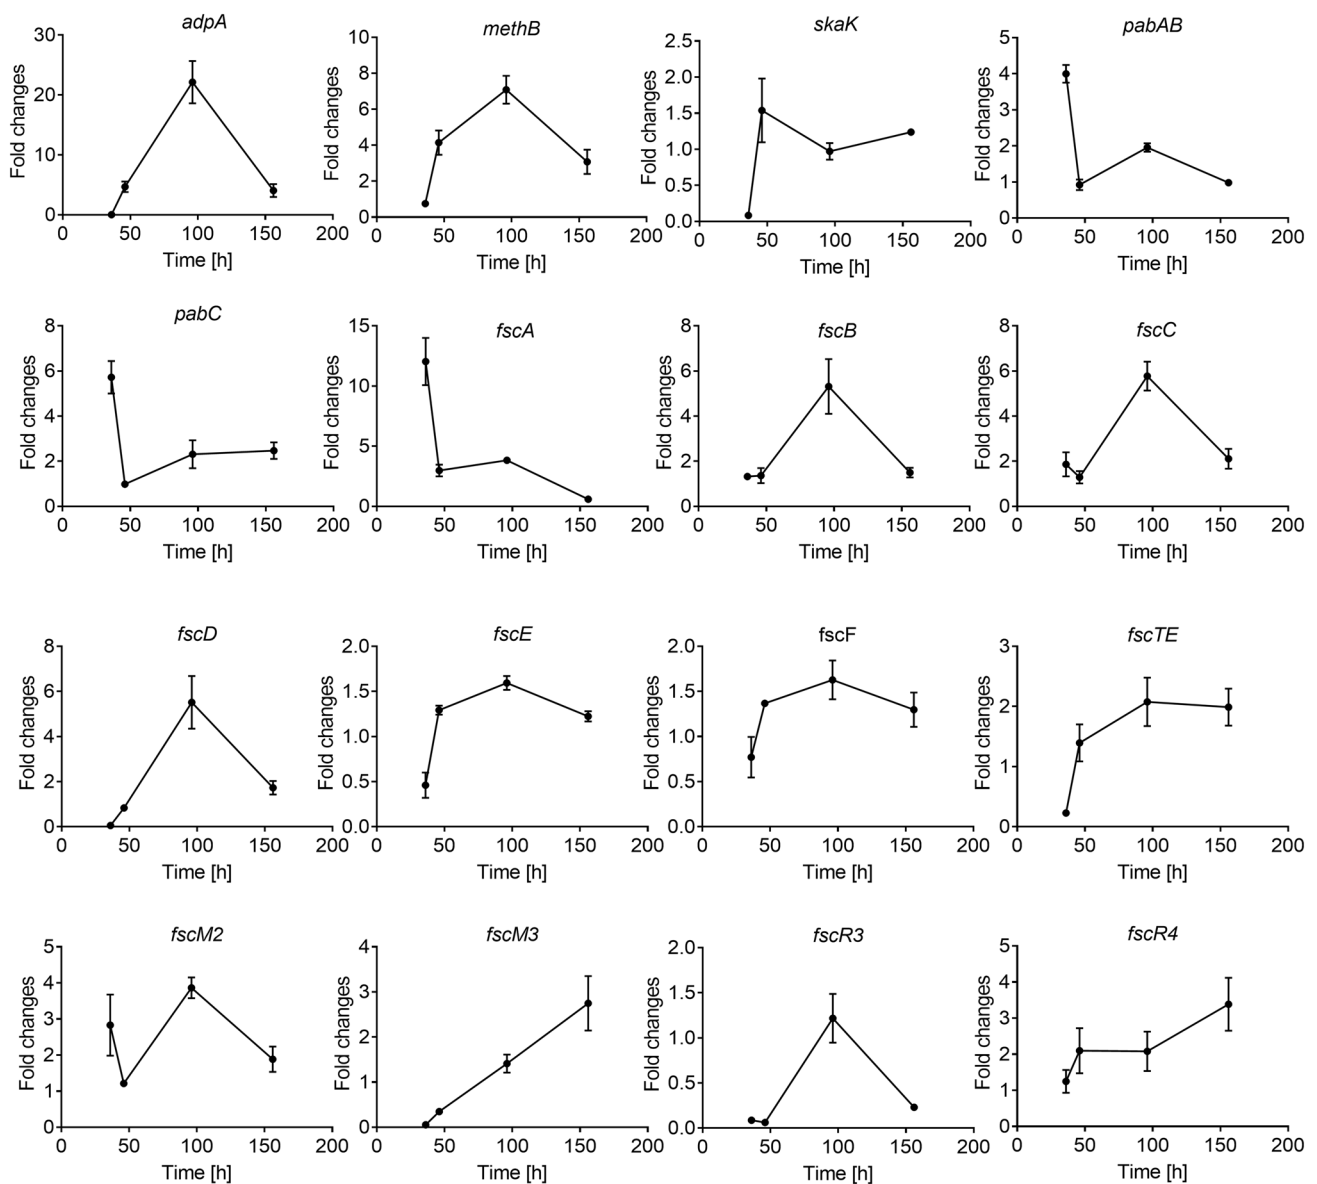 adpA
30
20
10
0
0 50 100 150 200
Fold changes
Time [h]
methB
10
8
6
4
2
0
0 50 100 150 200
Fold changes
Time [h]
skaK
2.5
2.0
1.5
1.0
0.5
0.0
0 50 100 150 200
Fold changes
Time [h]
pabAB
5
4
3
2
1
0
0 50 100 150 200
Fold changes
Time [h]
pabC
8
6
4
2
0
0 50 100 150 200
Fold changes
Time [h]
fscA
15
10
5
0
0 50 100 150 200
Fold changes
Time [h]
fscB
8
6
4
2
0
0 50 100 150 200
Fold changes
Time [h]
fscC
8
6
4
2
0
0 50 100 150 200
Fold changes
Time [h]
fscD
8
6
4
2
0
0 50 100 150 200
Fold changes
Time [h]
fscE
2.0
1.5
1.0
0.5
0.0
0 50 100 150 200
Fold changes
Time [h]
fscF
2.0
1.5
1.0
0.5
0.0
0 50 100 150 200
Fold changes
Time [h]
fscTE
3
2
1
0
0 50 100 150 200
Fold changes
Time [h]
fscM2
5
4
3
2
1
0
0 50 100 150 200
Fold changes
Time [h]
fscM3
4
3
2
1
0
0 50 100 150 200
Fold changes
Time [h]
fscR3
2.0
1.5
1.0
0.5
0.0
0 50 100 150 200
Fold changes
Time [h]
fscR4
5
4
3
2
1
0
0 50 100 150 200
Fold changes
Time [h]